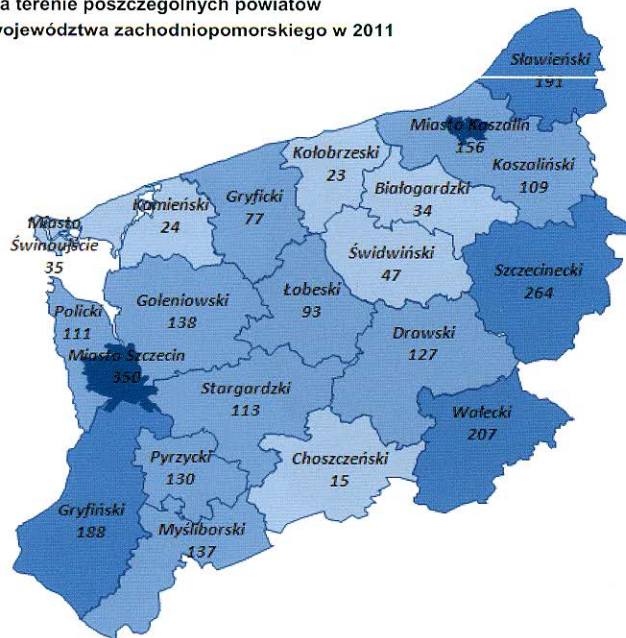 a terenie poszczególnych powiatów
województwa zachodniopomorskiego w 2011
Sławieński
191
Miasto Koszalin
156
Kołobrzeski
23
Koszaliński
109
Białogardzki
34
Gryficki
77
Kamieński
24
Miasto
Świnoujście
35
Świdwiński
47
Szczecinecki
264
Łobeski
93
Goleniowski
138
Policki
111
Drawski
127
Miasto Szczecin
350
Stargardzki
113
Wałecki
207
Choszczeński
15
Pyrzycki
130
Gryfiński
188
Myśliborski
137